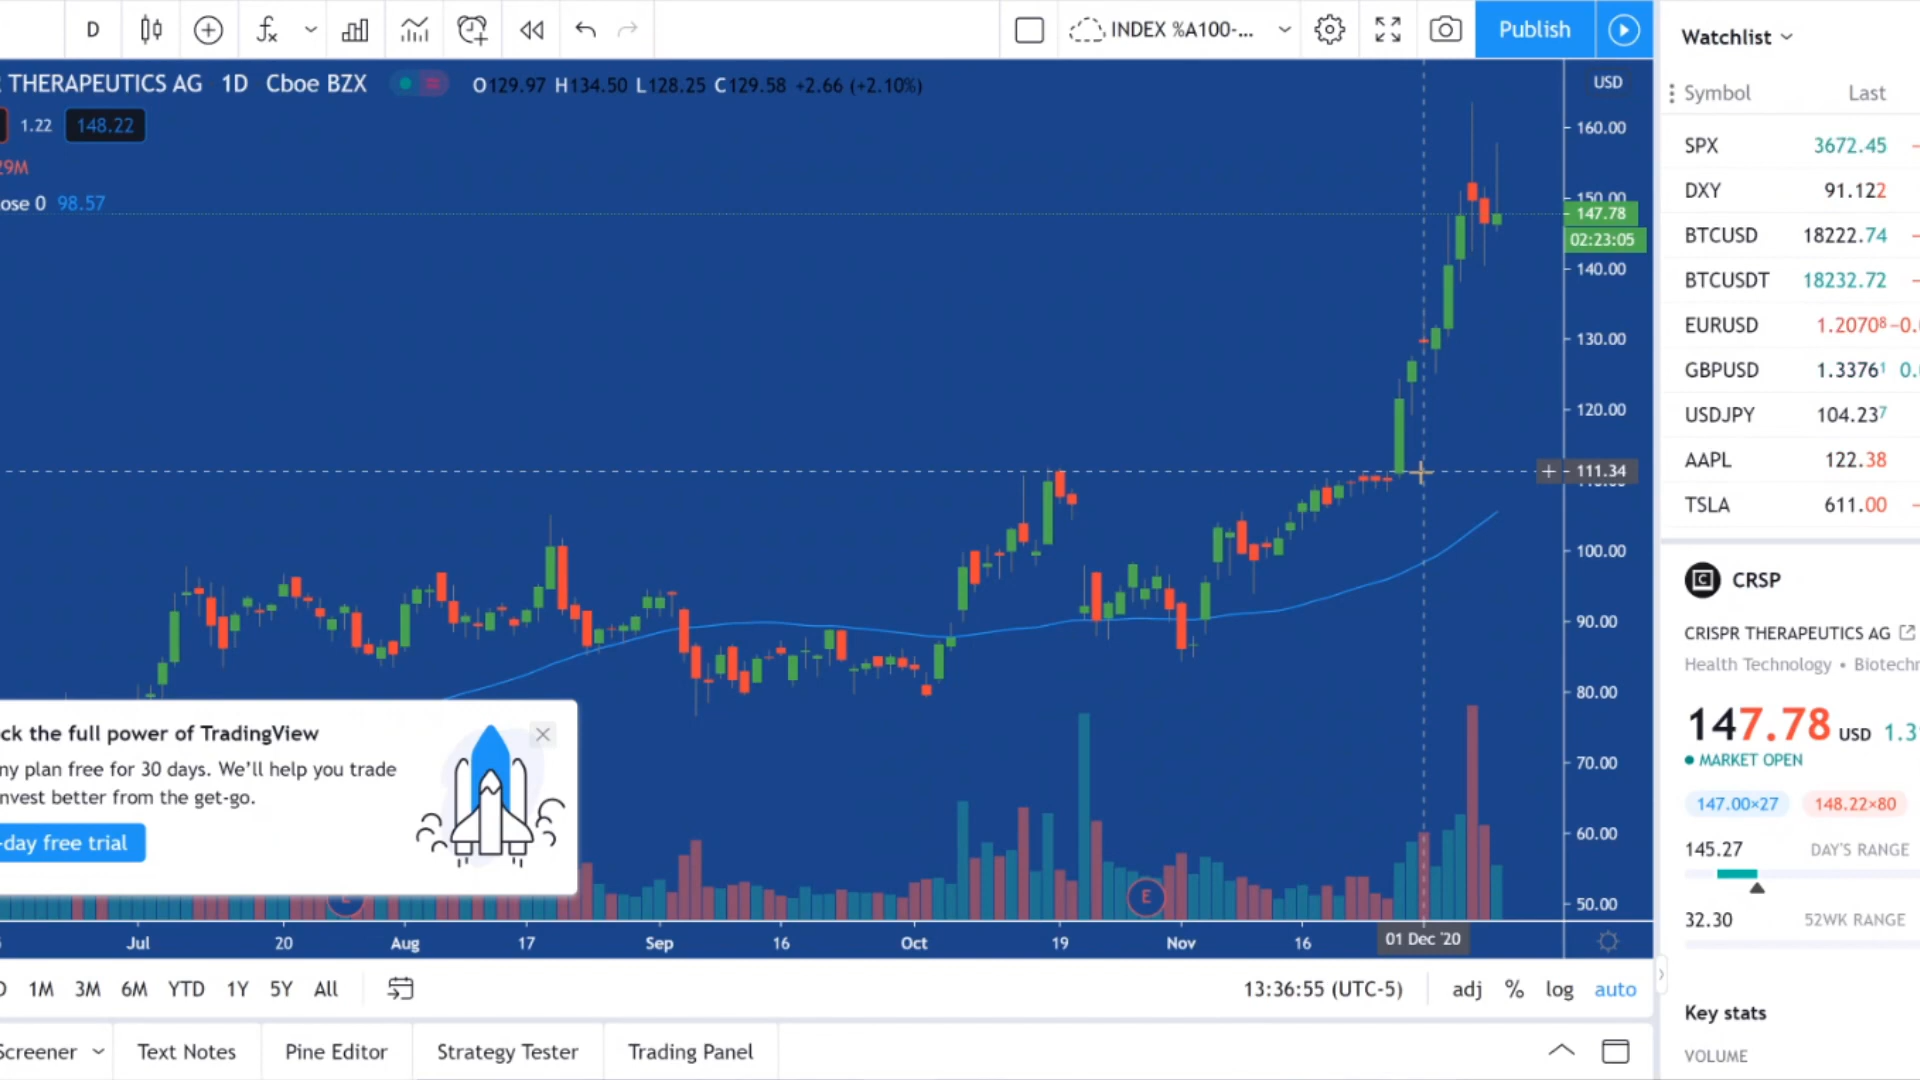 D
INDEX %A100-...
Publish
THERAPEUTICS AG 1D Cboe BZX
O129.97 H134.50 L128.25 C129.58 +2.66 (+2.10%)
1.22
148.22
29M
ose 0 98.57
USD
160.00
150.00
147.78
02:23:05
140.00
130.00
120.00
111.34
100.00
90.00
80.00
70.00
60.00
50.00
ck the full power of TradingView
ny plan free for 30 days. We'll help you trade
nvest better from the get-go.
-day free trial
E
Jul
20
Aug
17
Sep
16
Oct
19
Nov
16
01 Dec '20
1M
3M
6M
YTD
1Y
5Y
All
13:36:55 (UTC-5)
adj
%
log
auto
Screener
Text Notes
Pine Editor
Strategy Tester
Trading Panel
Watchlist
Symbol Last
SPX 3672.45
DXY 91.122
BTCUSD 18222.74
BTCUSDT 18232.72
EURUSD 1.20708 −0.
GBPUSD 1.33761 0.
USDJPY 104.237
AAPL 122.38
TSLA 611.00
CRSP
CRISPR THERAPEUTICS AG
Health Technology • Biotechn
147.78 USD 1.3
MARKET OPEN
147.00×27
148.22×80
145.27 DAY'S RANGE
32.30 52WK RANGE
Key stats
VOLUME